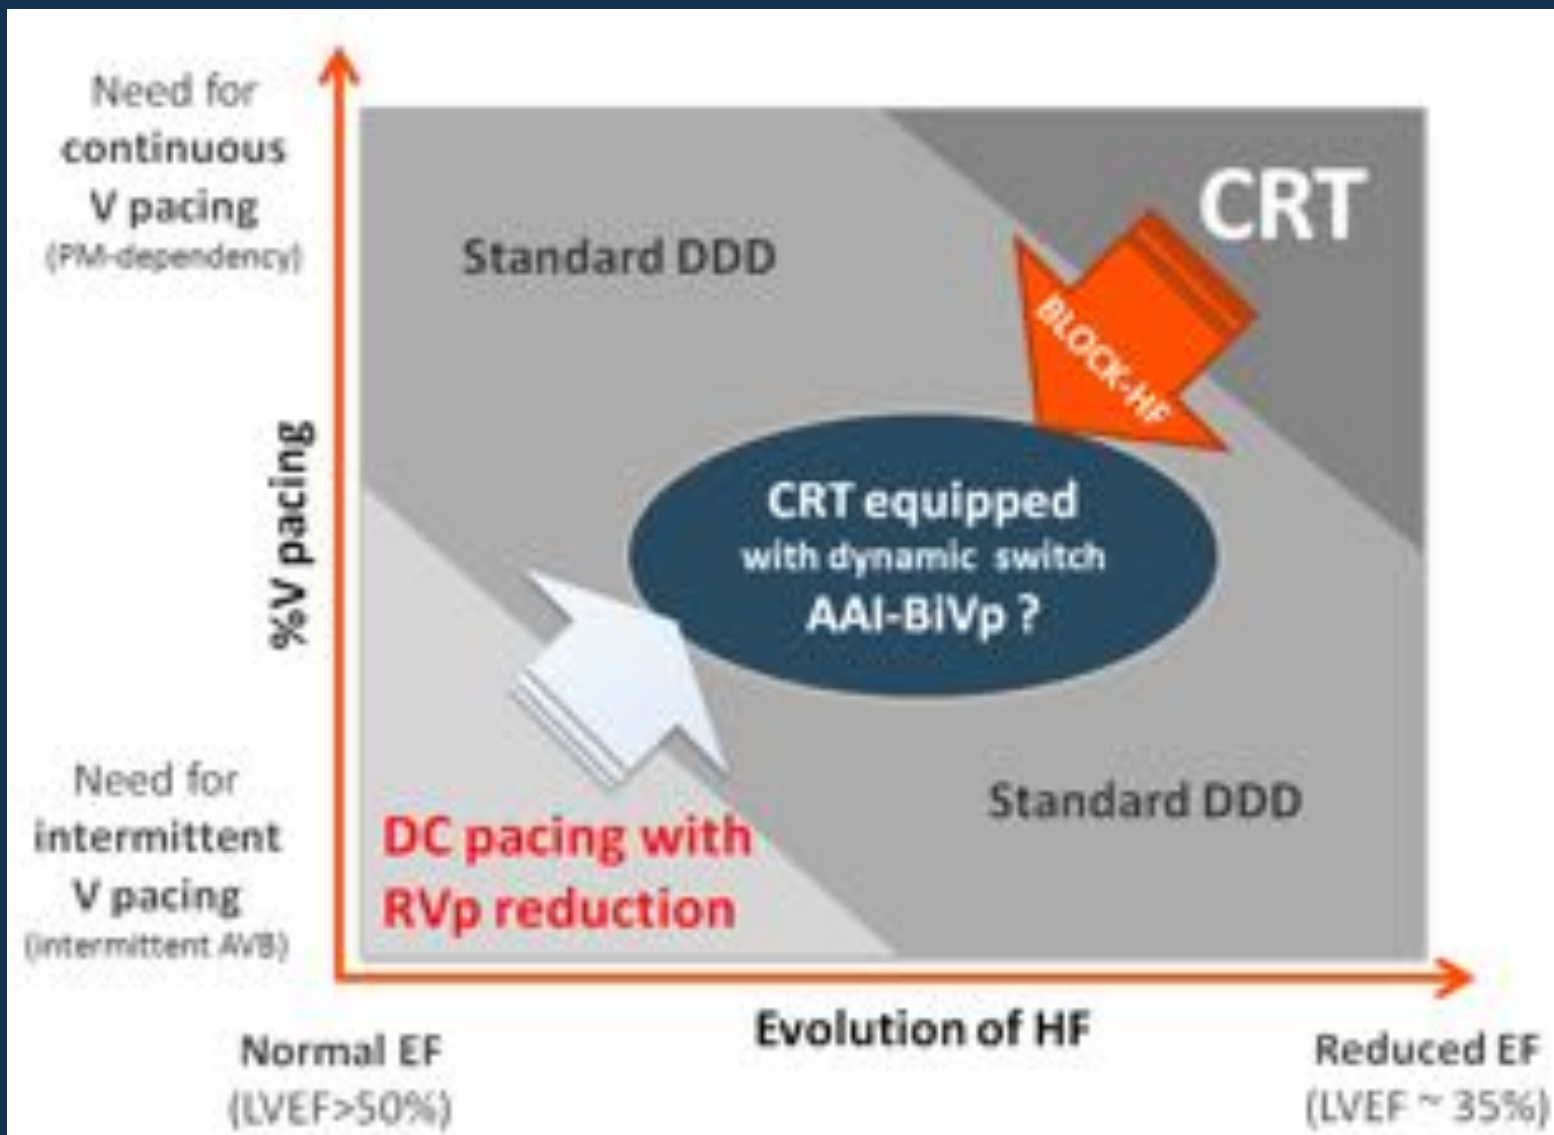 Need for
continuous
V pacing
(PM-dependency)
Standard DDD
CRT
BLOCK-HF
%V pacing
CRT equipped
with dynamic switch
AAI-BiVp ?
Need for
intermittent
V pacing
(intermittent AVB)
DC pacing with
RVp reduction
Standard DDD
Evolution of HF
Normal EF
(LVEF>50%)
Reduced EF
(LVEF ~ 35%)